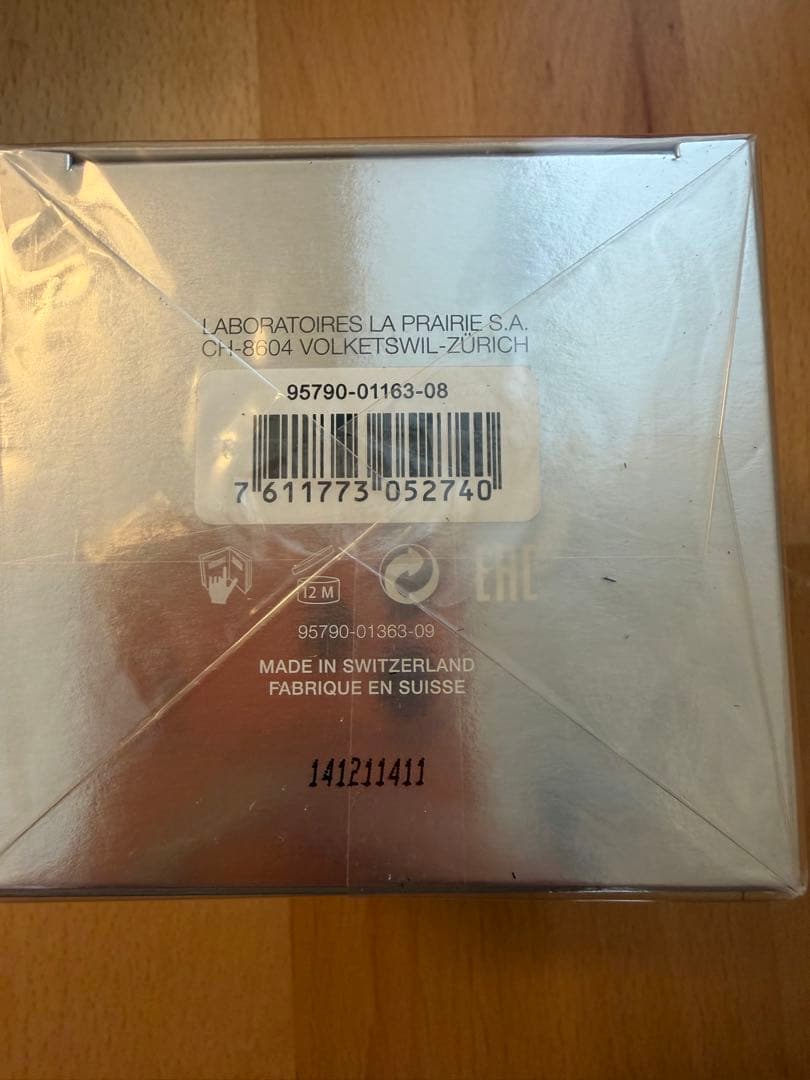 LABORATOIRES LA PRAIRIE S.A.
CH-8604 VOLKETSWIL-ZÜRICH
95790-01163-08
7 611773 052740
12 M
EAC
95790-01363-09
MADE IN SWITZERLAND
FABRIQUE EN SUISSE
141211411